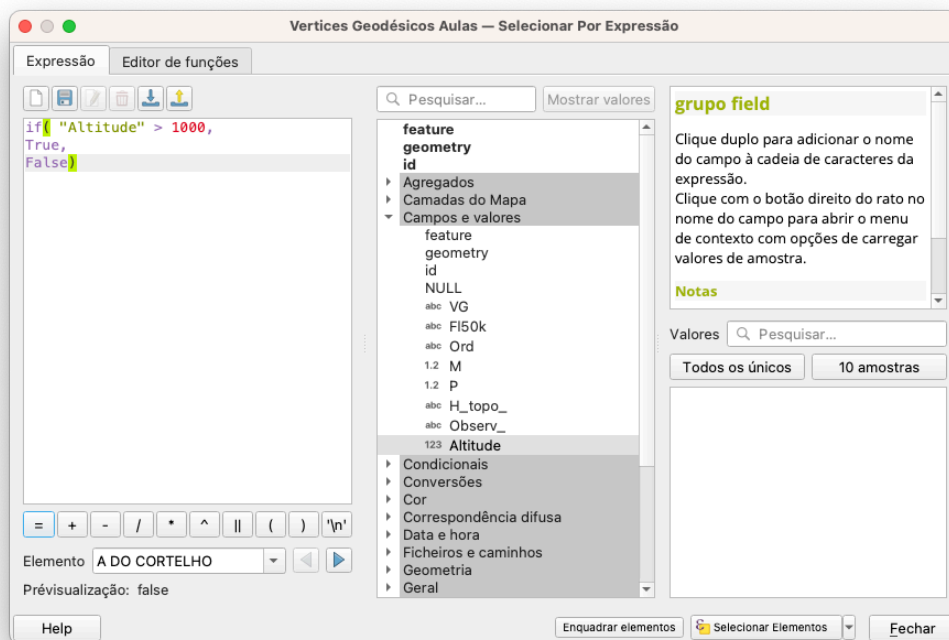 Vertices Geodésicos Aulas — Selecionar Por Expressão
Expressão
Editor de funções
if( "Altitude" > 1000,
True,
False)
= + - / * ^ || ( ) '\n'
Elemento A DO CORTELHO
Prévisualização: false
Help
Pesquisar...
Mostrar valores
feature
geometry
id
Agregados
Camadas do Mapa
Campos e valores
feature
geometry
id
NULL
abc VG
abc Fl50k
abc Ord
1.2 M
1.2 P
abc H_topo_
abc Observ_
123 Altitude
Condicionais
Conversões
Cor
Correspondência difusa
Data e hora
Ficheiros e caminhos
Geometria
Geral
grupo field
Clique duplo para adicionar o nome
do campo à cadeia de caracteres da
expressão.
Clique com o botão direito do rato no
nome do campo para abrir o menu
de contexto com opções de carregar
valores de amostra.
Notas
Valores
Pesquisar...
Todos os únicos
10 amostras
Enquadrar elementos
Selecionar Elementos
Fechar